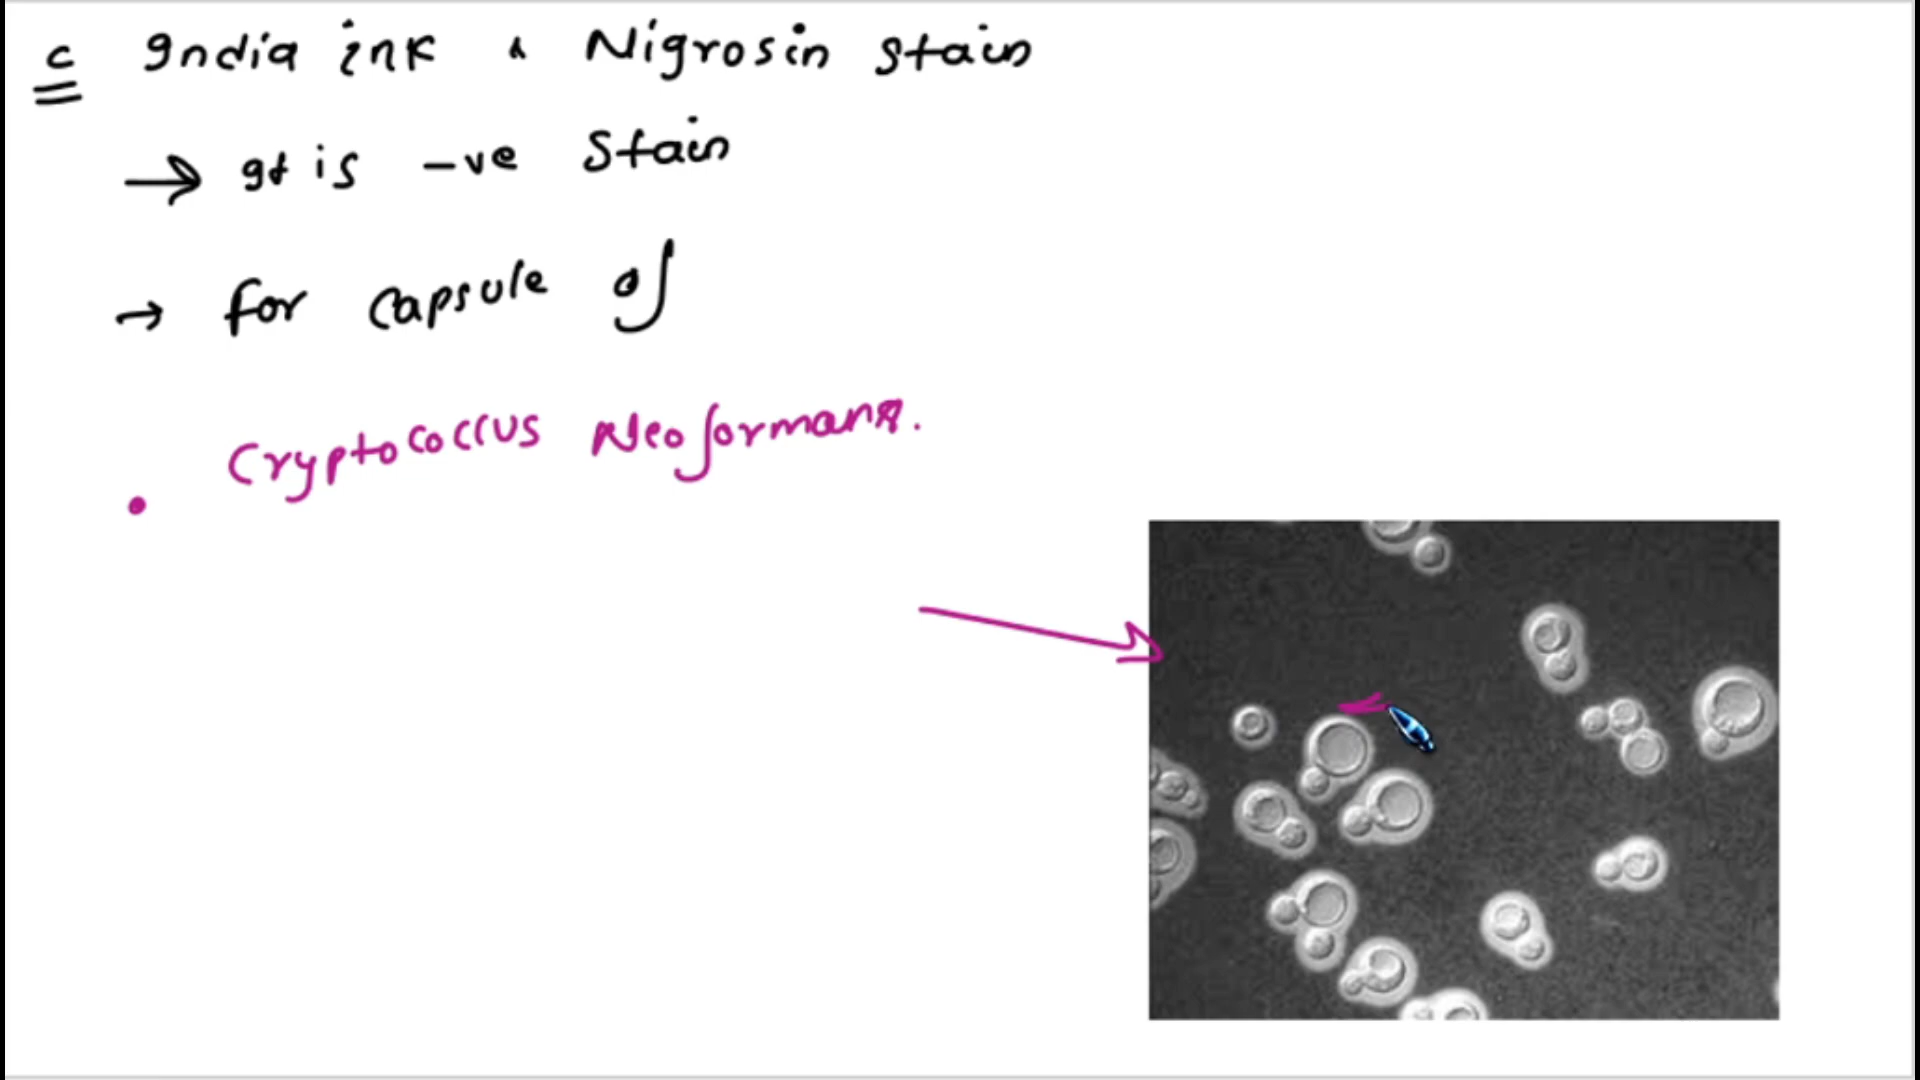 C India ink & Nigrosin stain
→ It is -ve stain
→ for capsule of
• Cryptococcus Neoformans.